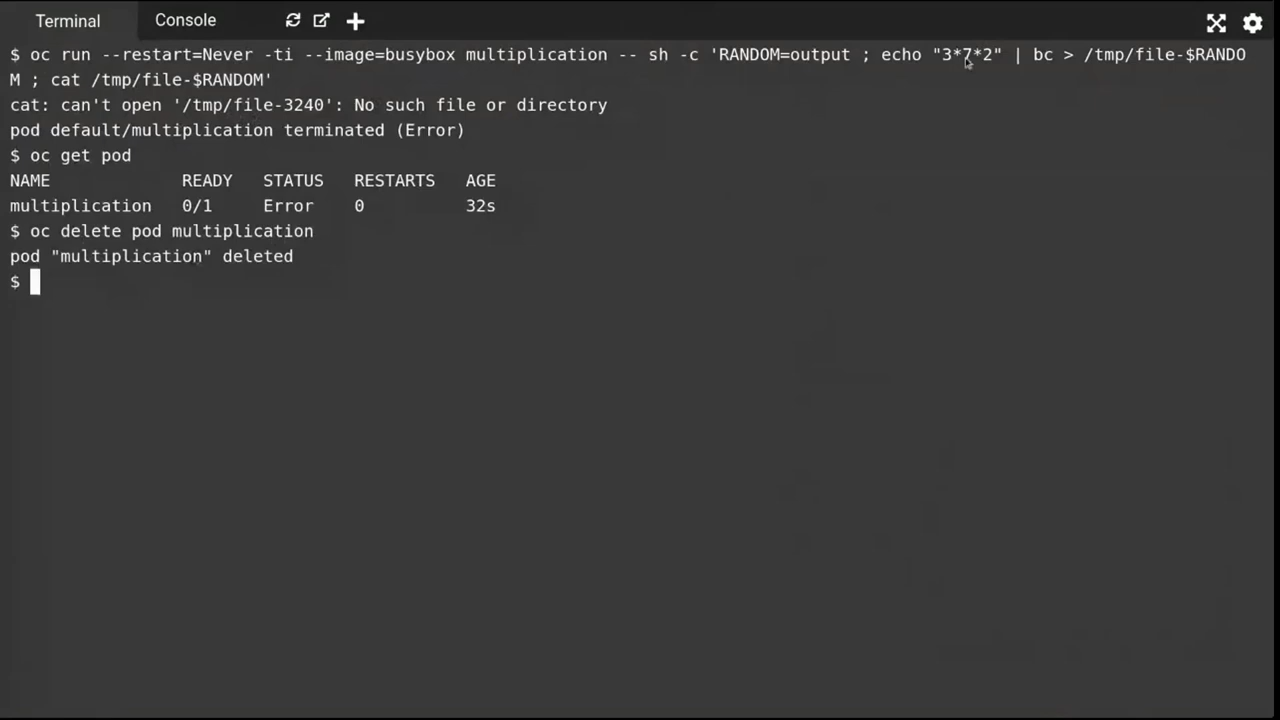 Terminal Console
$ oc run --restart=Never -ti --image=busybox multiplication -- sh -c 'RANDOM=output ; echo "3*7*2" | bc > /tmp/file-$RANDO
M ; cat /tmp/file-$RANDOM'
cat: can't open '/tmp/file-3240': No such file or directory
pod default/multiplication terminated (Error)
$ oc get pod
NAME READY STATUS RESTARTS AGE
multiplication 0/1 Error 0 32s
$ oc delete pod multiplication
pod "multiplication" deleted
$